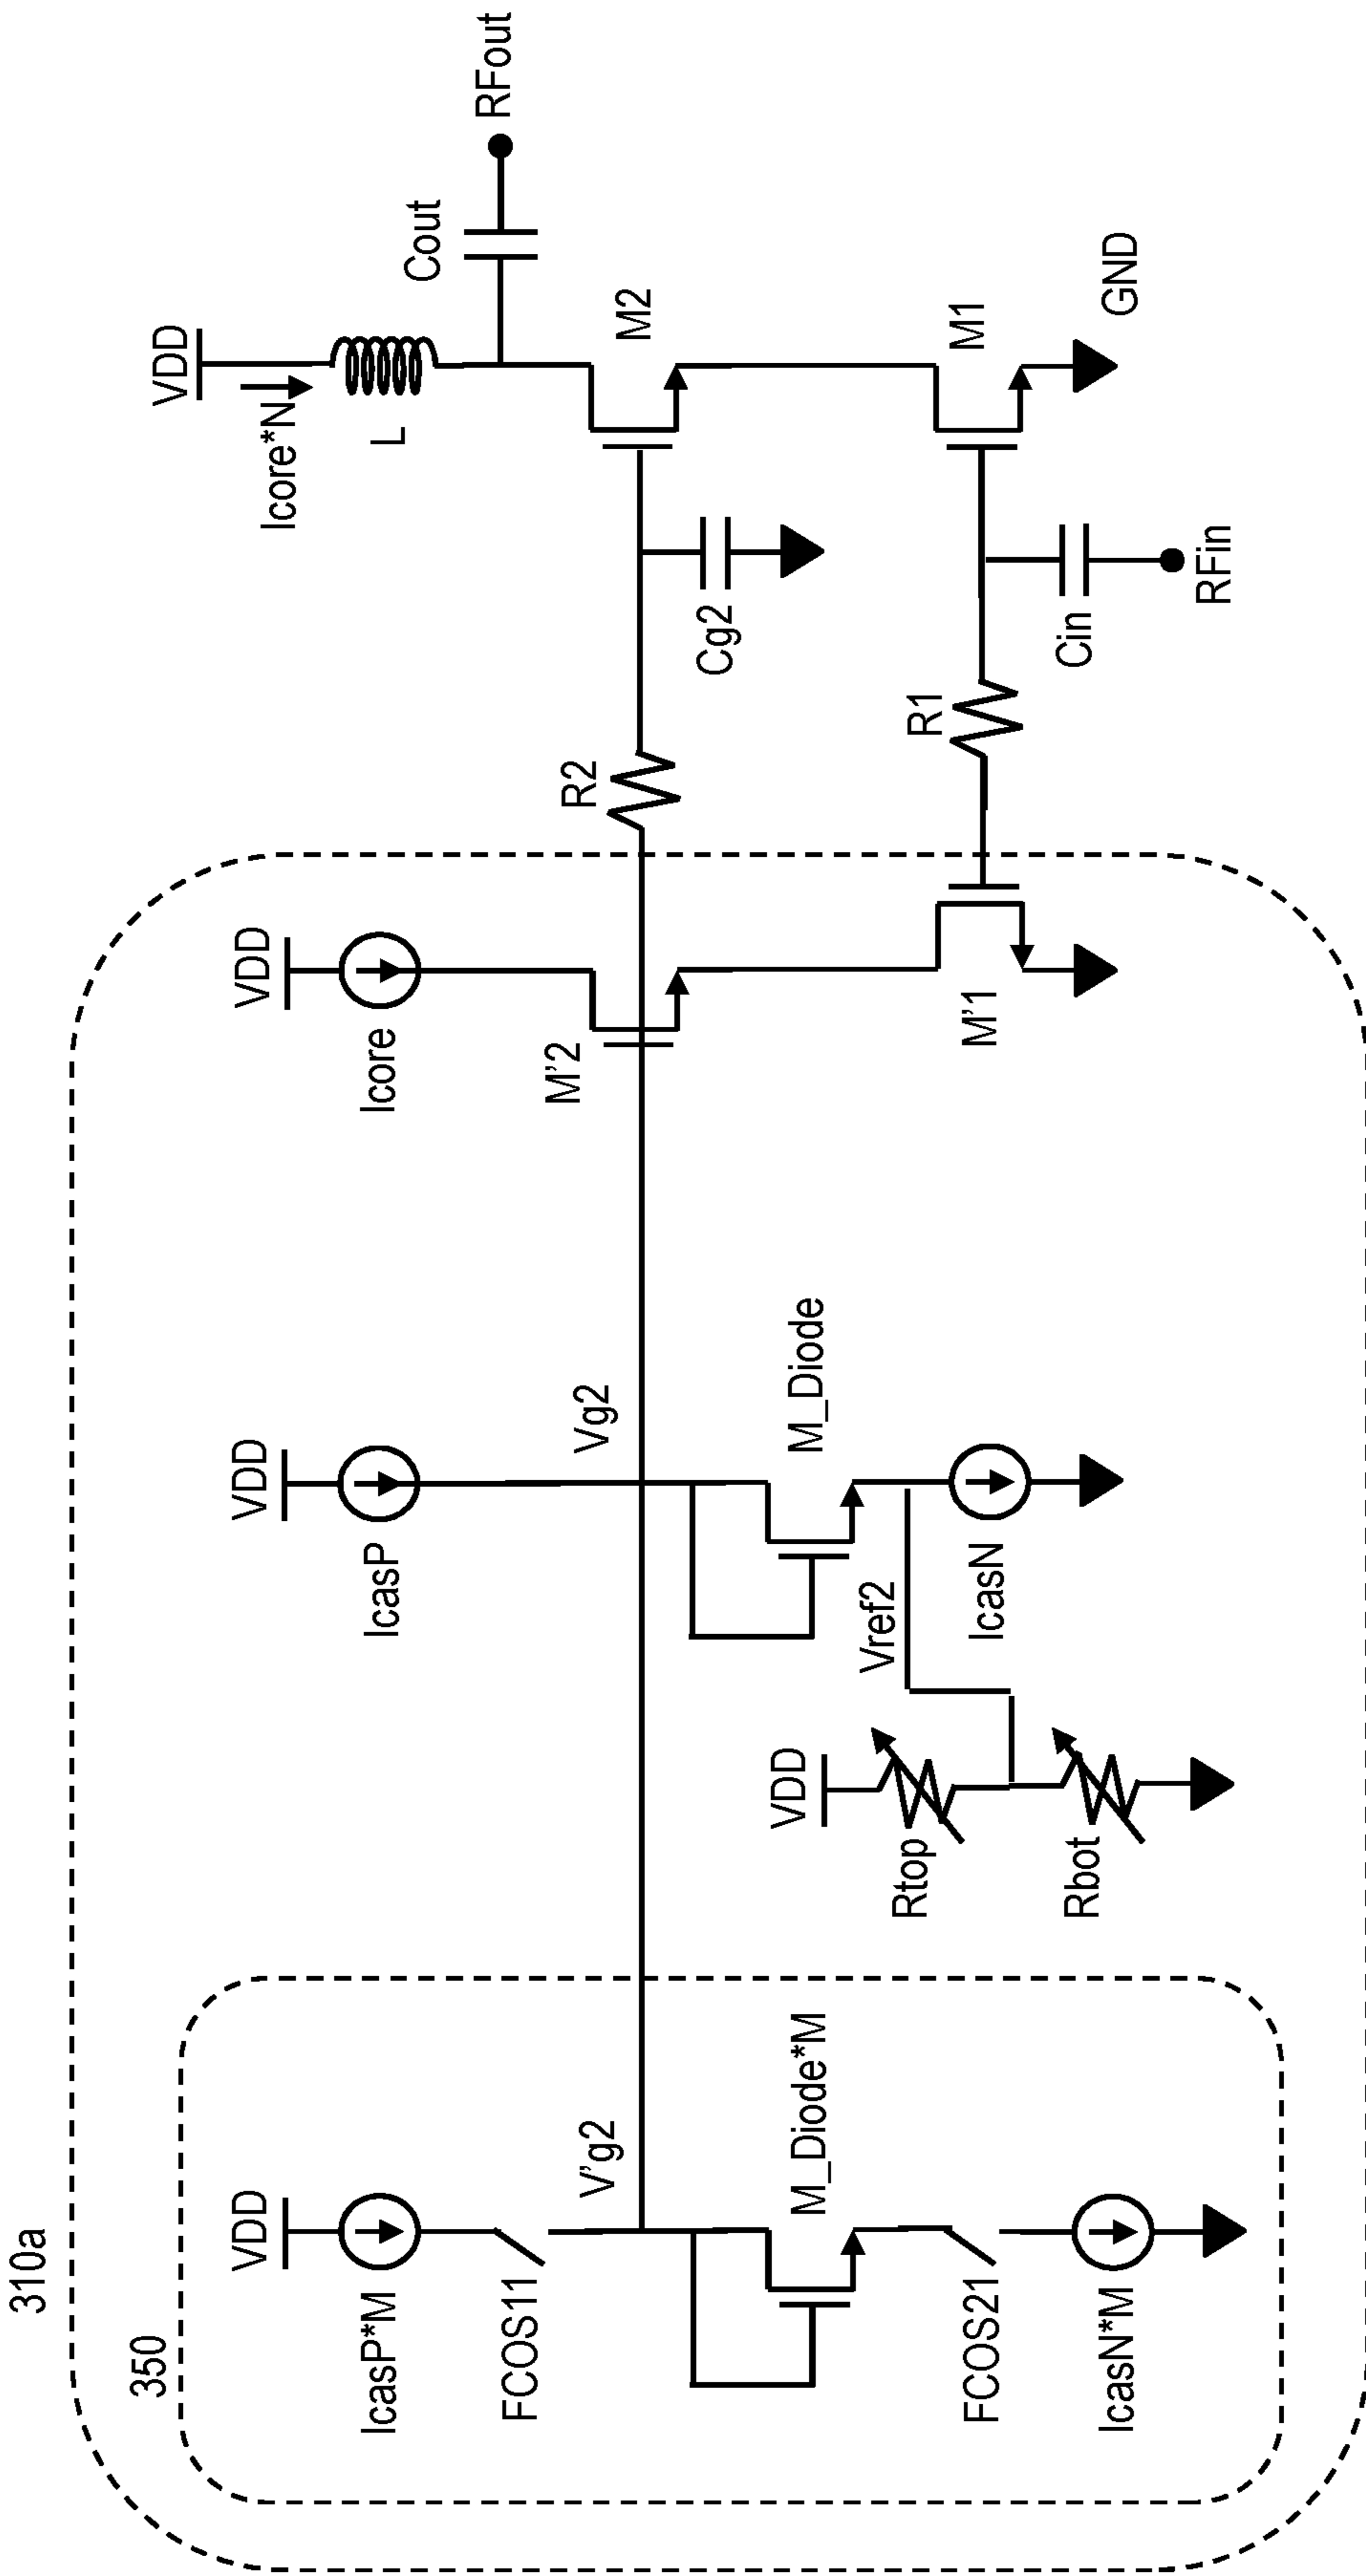 310a
350
VDD
IcasP*M
FCOS11
V'g2
M_Diode*M
FCOS21
IcasN*M
VDD
IcasP
Vg2
M_Diode
Vref2
IcasN
VDD
Rtop
Rbot
VDD
Icore
M'2
M'1
R2
R1
Cg2
Cin
RFin
VDD
Icore*N
L
Cout
RFout
M2
M1
GND